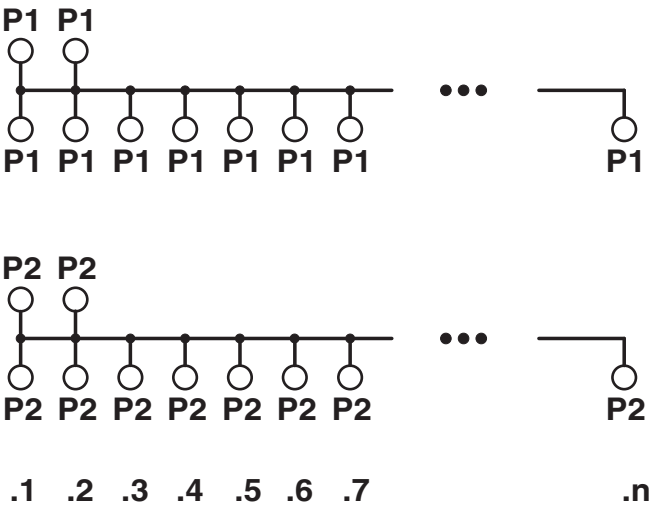 P1 P1
P1 P1 P1 P1 P1 P1 P1 P1
P2 P2
P2 P2 P2 P2 P2 P2 P2 P2
.1 .2 .3 .4 .5 .6 .7 .n